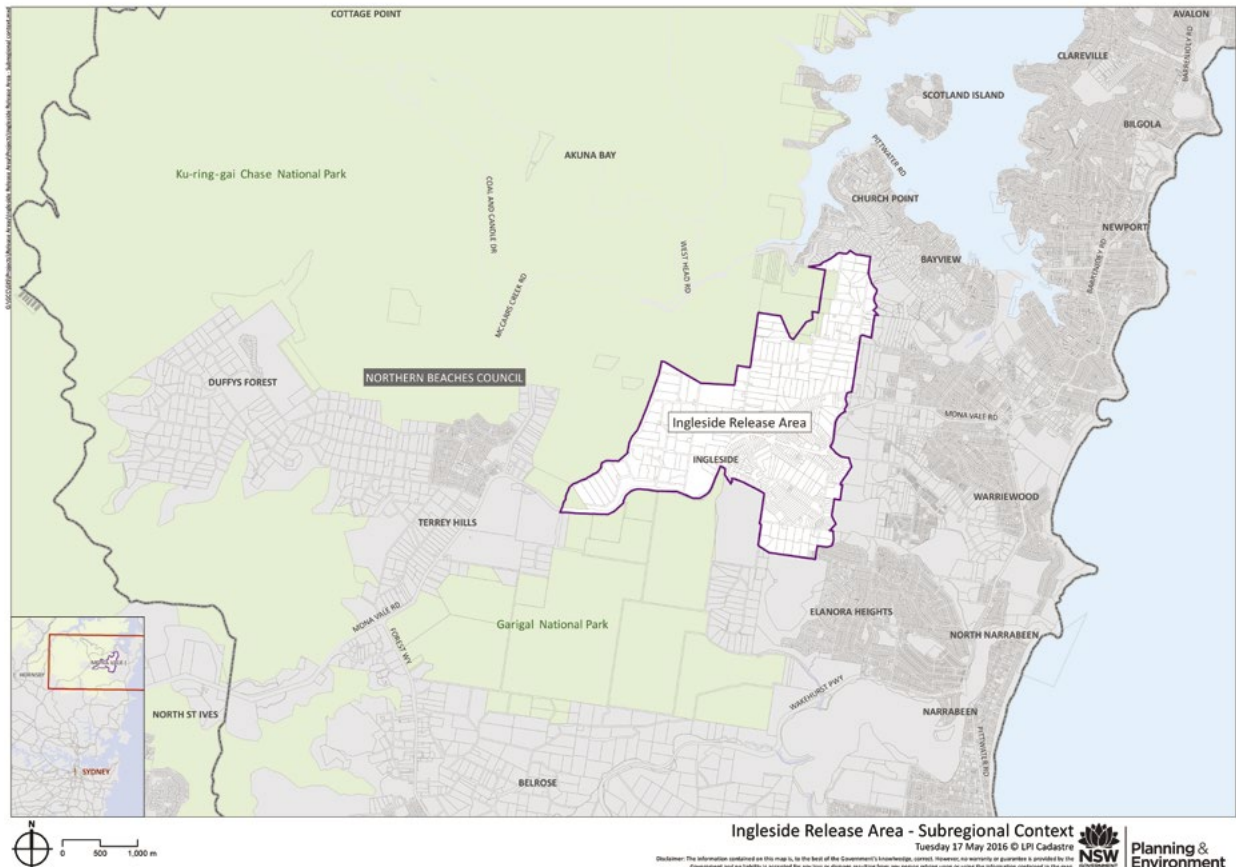 COTTAGE POINT
AVALON
BARRENJOEY RD
CLAREVILLE
SCOTLAND ISLAND
BILGOLA
AKUNA BAY
PITTWATER RD
Ku-ring-gai Chase National Park
COAL AND CANDLE DR
CHURCH POINT
NEWPORT
WEST HEAD RD
BAYVIEW
BARRENJOEY RD
MCCARRS CREEK RD
DUFFYS FOREST
NORTHERN BEACHES COUNCIL
MONA VALE RD
Ingleside Release Area
INGLESIDE
WARRIEWOOD
TERREY HILLS
ELANORA HEIGHTS
MONA VALE RD
Garigal National Park
NORTH NARRABEEN
FOREST WY
WAKEHURST PWY
HORNSBY
NORTH ST IVES
NARRABEEN
PITTWATER RD
SYDNEY
BELROSE
N
0 500 1,000 m
Ingleside Release Area - Subregional Context
Tuesday 17 May 2016 © LPI Cadastre
NSW
GOVERNMENT
Planning &
Environment